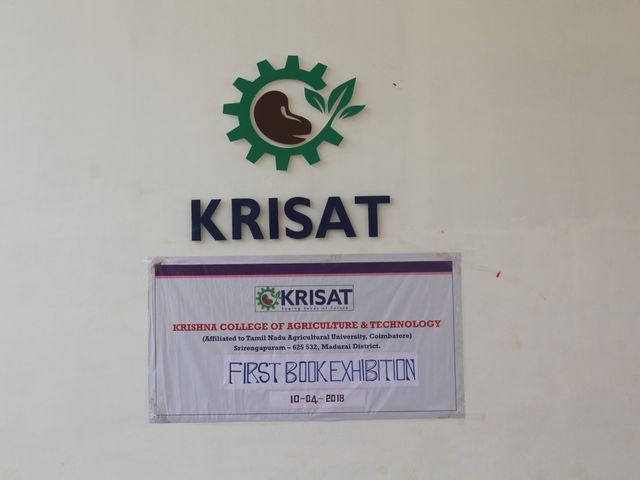 KRISAT
KRISAT
Sowing Seeds of Future
KRISHNA COLLEGE OF AGRICULTURE & TECHNOLOGY
(Affiliated to Tamil Nadu Agricultural University, Coimbatore)
Srirengapuram – 625 532, Madurai District.
FIRST BOOK EXHIBITION
10-04-2018